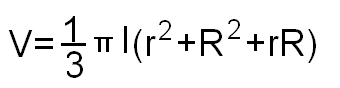 V=1/3 π l(r²+R²+rR)